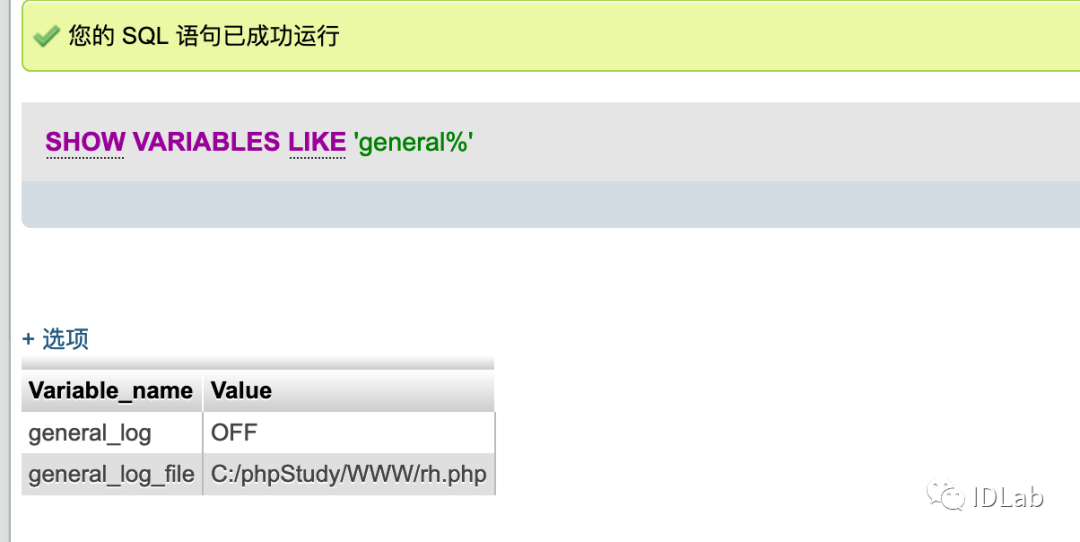 您的 SQL 语句已成功运行
SHOW VARIABLES LIKE 'general%'
+ 选项
Variable_name Value
general_log OFF
general_log_file C:/phpStudy/WWW/rh.php
IDLab